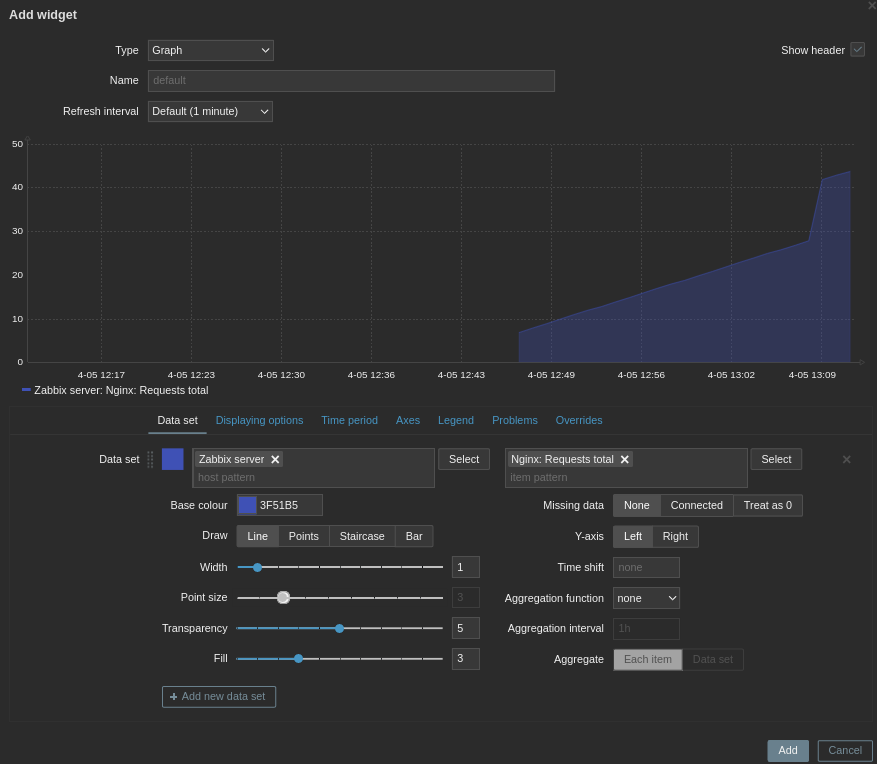 Add widget
Type Graph Show header
Name default
Refresh interval Default (1 minute)
50
40
30
20
10
0
4-05 12:17 4-05 12:23 4-05 12:30 4-05 12:36 4-05 12:43 4-05 12:49 4-05 12:56 4-05 13:02 4-05 13:09
Zabbix server: Nginx: Requests total
Data set Displaying options Time period Axes Legend Problems Overrides
Data set Zabbix server Select Nginx: Requests total Select
host pattern item pattern
Base colour 3F51B5 Missing data None Connected Treat as 0
Draw Line Points Staircase Bar Y-axis Left Right
Width 1 Time shift none
Point size 3 Aggregation function none
Transparency 5 Aggregation interval 1h
Fill 3 Aggregate Each item Data set
+ Add new data set
Add Cancel